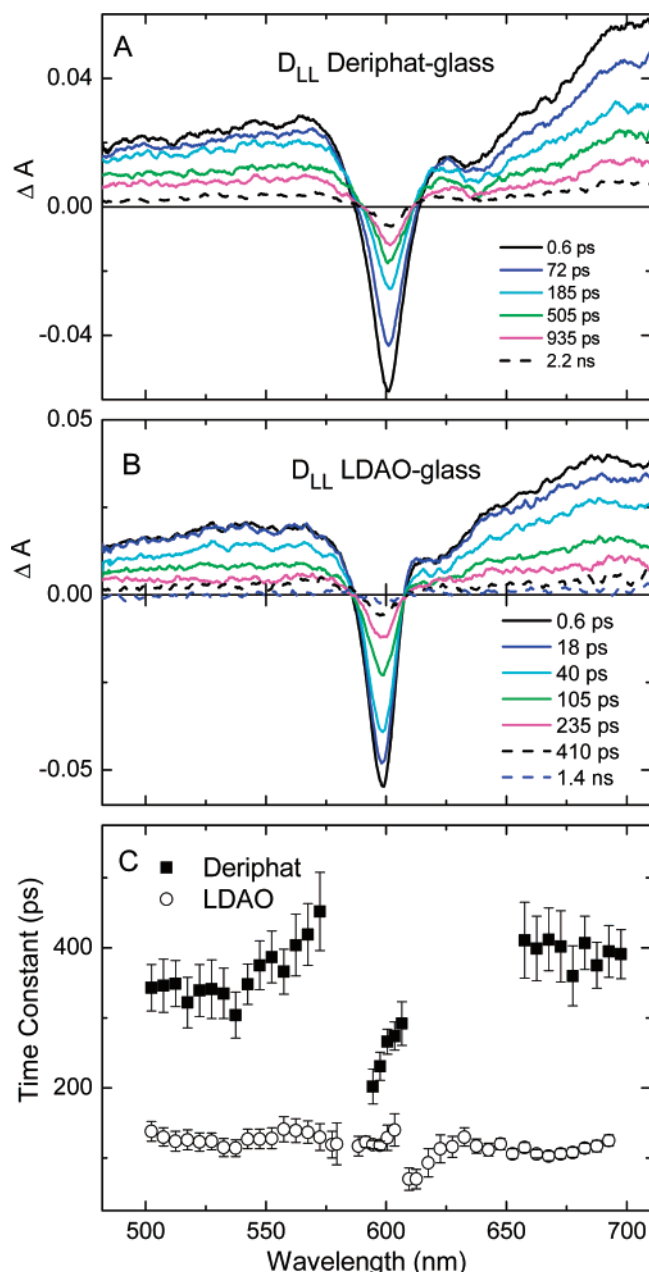 A
D_LL Deriphat-glass
0.04
0.00
-0.04
Δ A
0.6 ps
72 ps
185 ps
505 ps
935 ps
2.2 ns
0.05
B
D_LL LDAO-glass
0.00
-0.05
Δ A
0.6 ps
18 ps
40 ps
105 ps
235 ps
410 ps
1.4 ns
C
Deriphat
LDAO
Time Constant (ps)
400
200
500 550 600 650 700
Wavelength (nm)